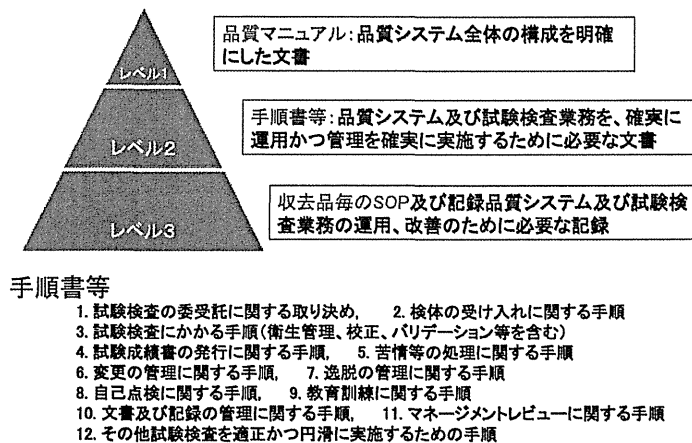 品質マニュアル:品質システム全体の構成を明確
にした文書
レベル1
手順書等:品質システム及び試験検査業務を、確実に
運用かつ管理を確実に実施するために必要な文書
レベル2
収去品毎のSOP及び記録品質システム及び試験検
査業務の運用、改善のために必要な記録
レベル3
手順書等
1. 試験検査の委受託に関する取り決め, 2. 検体の受け入れに関する手順
3. 試験検査にかかる手順(衛生管理、校正、バリデーション等を含む)
4. 試験成績書の発行に関する手順, 5. 苦情等の処理に関する手順
6. 変更の管理に関する手順, 7. 逸脱の管理に関する手順
8. 自己点検に関する手順, 9. 教育訓練に関する手順
10. 文書及び記録の管理に関する手順, 11. マネージメントレビューに関する手順
12. その他試験検査を適正かつ円滑に実施するための手順